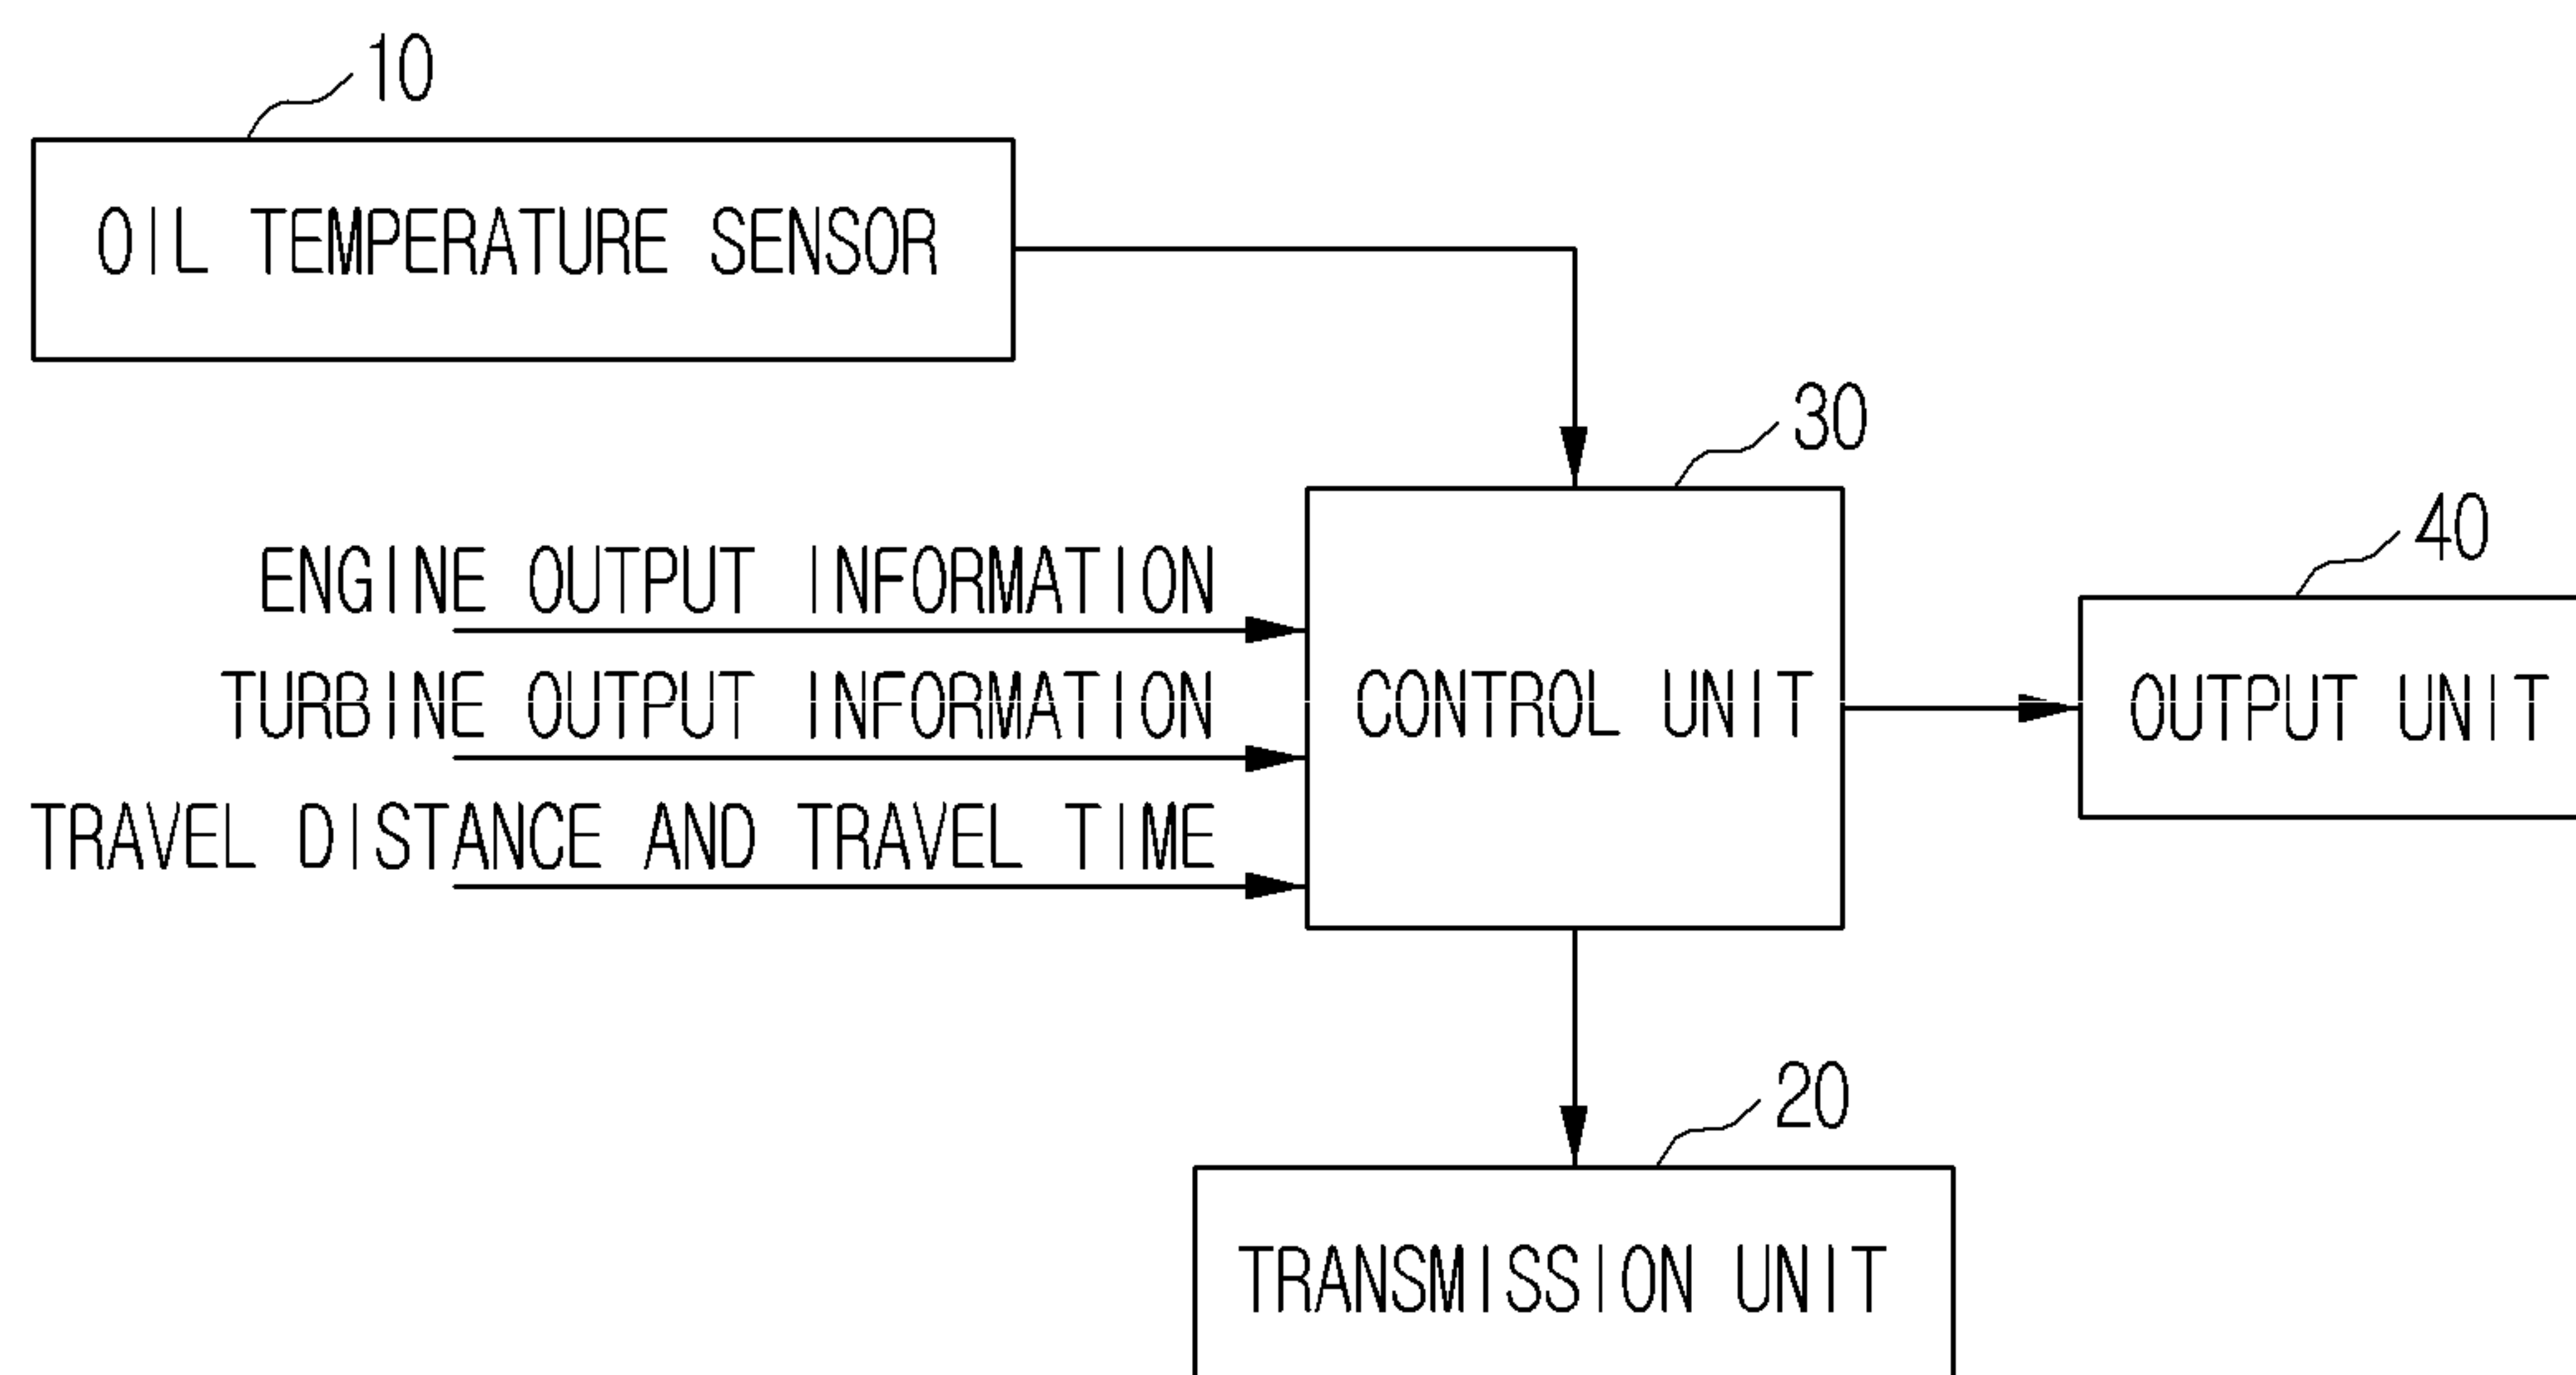 10
OIL TEMPERATURE SENSOR
30
ENGINE OUTPUT INFORMATION
40
TURBINE OUTPUT INFORMATION
CONTROL UNIT
OUTPUT UNIT
TRAVEL DISTANCE AND TRAVEL TIME
20
TRANSMISSION UNIT